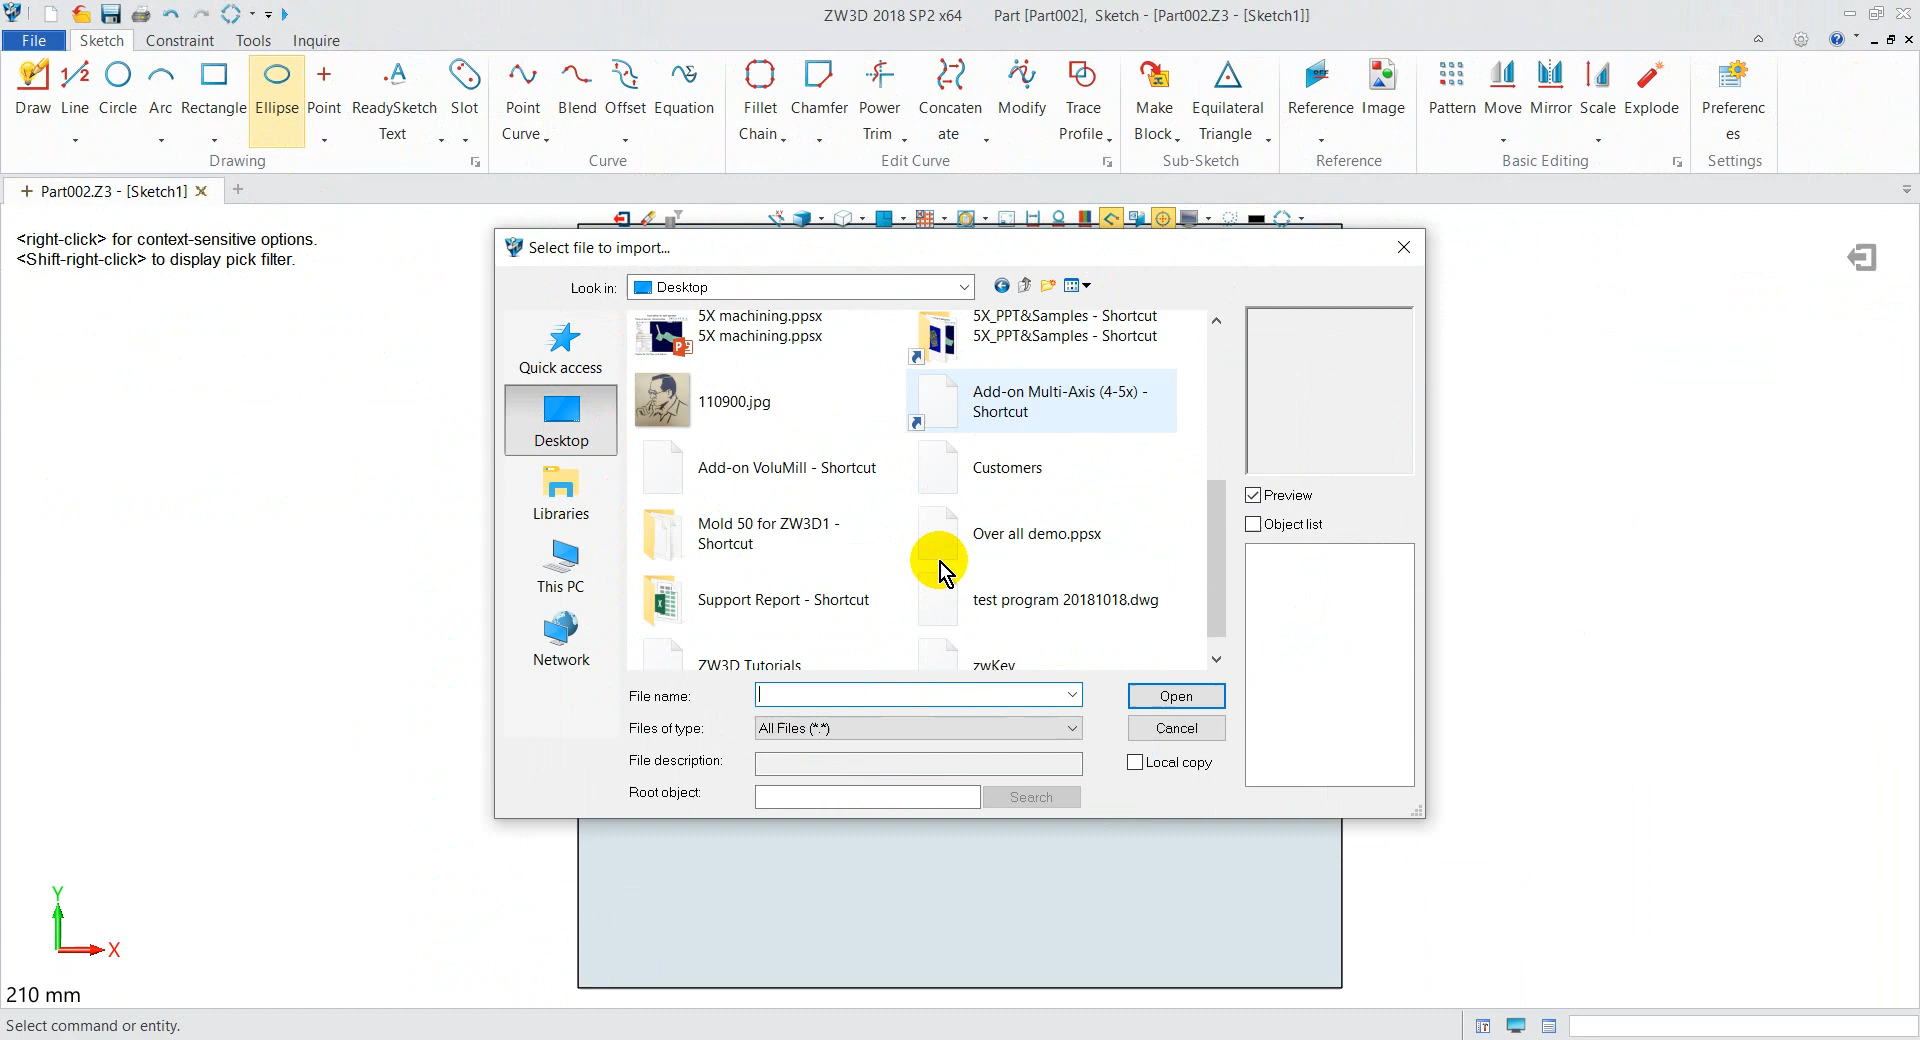 ZW3D 2018 SP2 x64 Part [Part002], Sketch - [Part002.Z3 - [Sketch1]]
File Sketch Constraint Tools Inquire
Draw Line Circle Arc Rectangle Ellipse Point ReadySketch Text Slot
Drawing
Point Curve Blend Offset Equation
Curve
Fillet Chain Chamfer Power Trim Concaten ate Modify Trace Profile
Edit Curve
Make Block Equilateral Triangle
Sub-Sketch
Reference Image
Reference
Pattern Move Mirror Scale Explode
Basic Editing
Preferenc es
Settings
Part002.Z3 - [Sketch1]
<right-click> for context-sensitive options.
<Shift-right-click> to display pick filter.
Select file to import...
Look in: Desktop
Quick access
Desktop
Libraries
This PC
Network
5X machining.ppsx
5X machining.ppsx
5X_PPT&Samples - Shortcut
5X_PPT&Samples - Shortcut
110900.jpg
Add-on Multi-Axis (4-5x) -
Shortcut
Add-on VoluMill - Shortcut
Customers
Mold 50 for ZW3D1 -
Shortcut
Over all demo.ppsx
Support Report - Shortcut
test program 20181018.dwg
ZW3D Tutorials
zwKey
Preview
Object list
File name:
Open
Files of type: All Files (*.*)
Cancel
File description:
Local copy
Root object:
Search
Y
X
210 mm
Select command or entity.